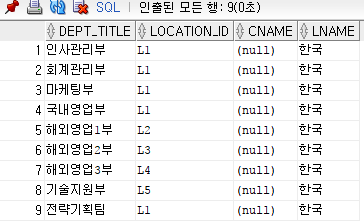 SQL | 인출된 모든 행: 9(0초)
DEPT_TITLE LOCATION_ID CNAME LNAME
1 인사관리부 L1 (null) 한국
2 회계관리부 L1 (null) 한국
3 마케팅부 L1 (null) 한국
4 국내영업부 L1 (null) 한국
5 해외영업1부 L2 (null) 한국
6 해외영업2부 L3 (null) 한국
7 해외영업3부 L4 (null) 한국
8 기술지원부 L5 (null) 한국
9 전략기획팀 L1 (null) 한국